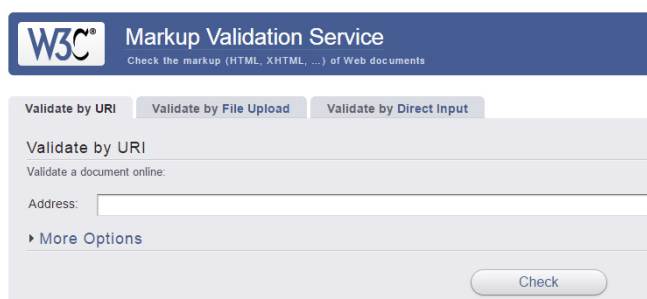 W3C® Markup Validation Service
Check the markup (HTML, XHTML, ...) of Web documents
Validate by URI Validate by File Upload Validate by Direct Input
Validate by URI
Validate a document online:
Address:
More Options
Check